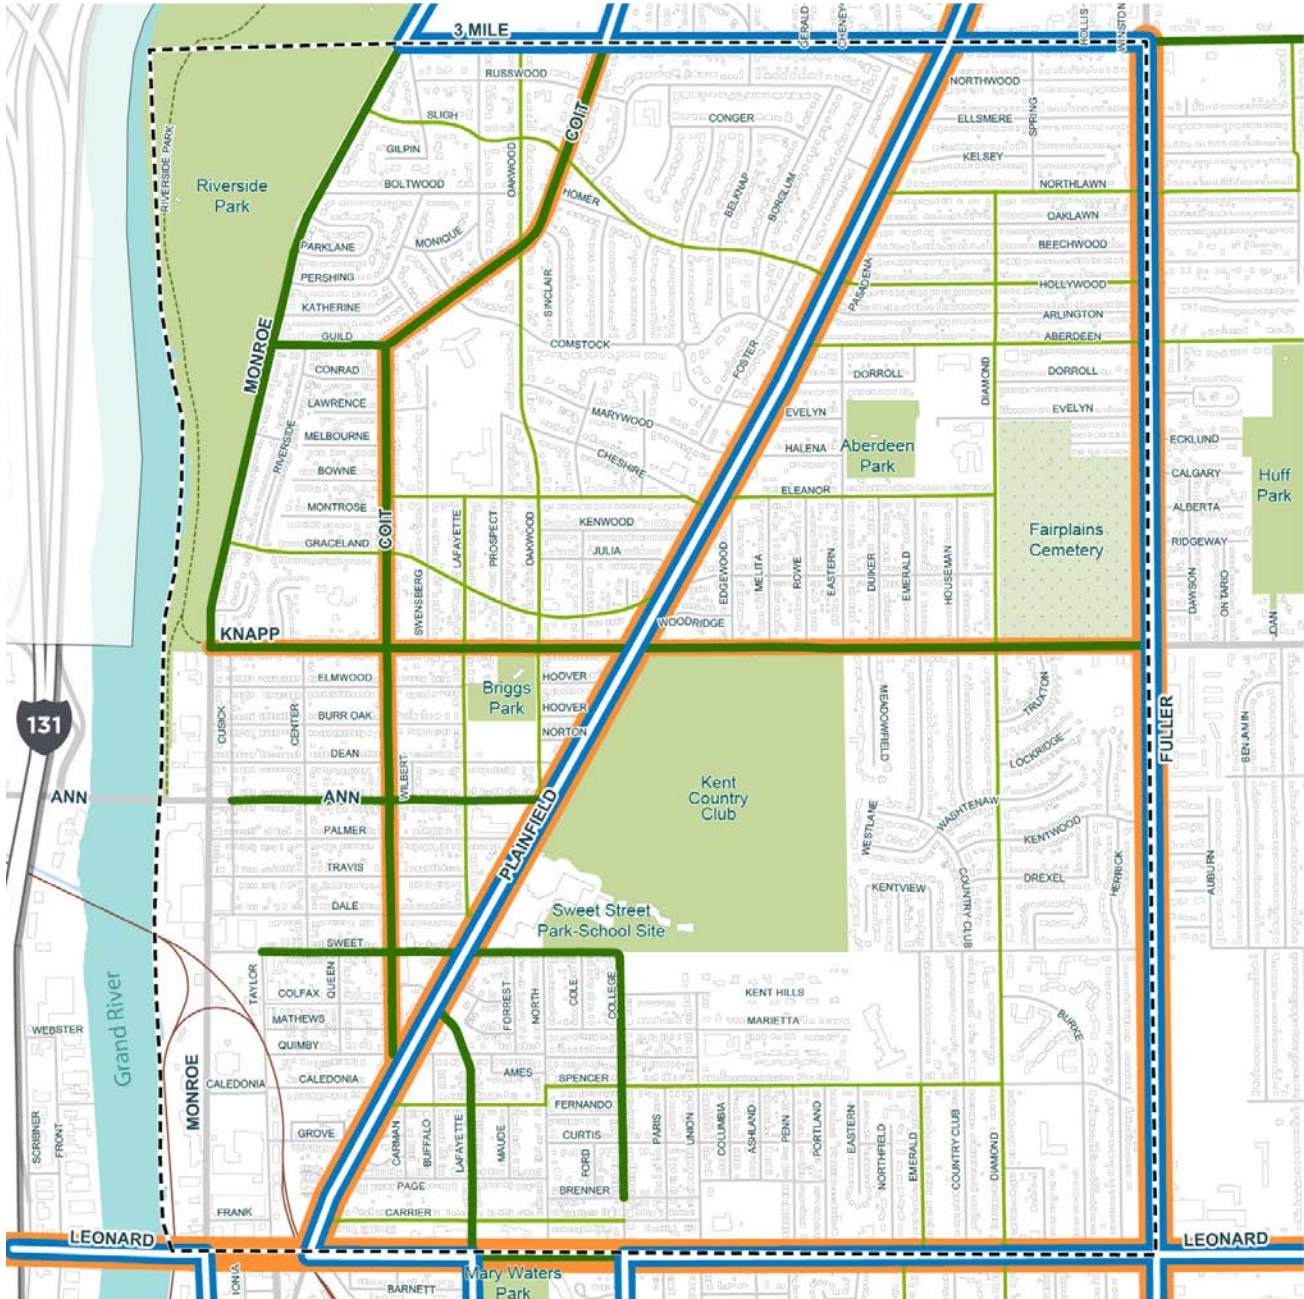 3 MILE
GERALD
CHENEY
HOLLIS
WINSTON
RUSSWOOD
NORTHWOOD
SLIGH
OAKWOOD
COIT
CONGER
ELLSMERE
SPRING
RIVERSIDE PARK
GILPIN
KELSEY
Riverside
Park
BOLTWOOD
HOMER
BELKNAP
BORGLUM
NORTHLAWN
OAKLAWN
PARKLANE
MONIQUE
BEECHWOOD
PERSHING
SINCLAIR
PASADENA
HOLLYWOOD
KATHERINE
ARLINGTON
GUILD
COMSTOCK
ABERDEEN
MONROE
CONRAD
FOSTER
DORROLL
DIAMOND
DORROLL
LAWRENCE
MARYWOOD
EVELYN
EVELYN
RIVERSIDE
MELBOURNE
CHESHIRE
HALENA
Aberdeen
Park
ECKLUND
BOWNE
ELEANOR
CALGARY
Huff
Park
MONTROSE
COIT
LAFAYETTE
PROSPECT
OAKWOOD
KENWOOD
ALBERTA
GRACELAND
JULIA
Fairplains
Cemetery
RIDGEWAY
SWENSBERG
EDGEWOOD
MELITA
ROWE
EASTERN
DUIKER
EMERALD
HOUSEMAN
DAWSON
ONTARIO
JOAN
KNAPP
WOODRIDGE
ELMWOOD
HOOVER
Briggs
Park
TRUXTON
CUSICK
CENTER
BURR OAK
HOOVER
MEADOWFIELD
FULLER
BENJAMIN
131
NORTON
DEAN
LOCKRIDGE
WILBERT
Kent
Country
Club
ANN
ANN
PLAINFIELD
WASHTENAW
PALMER
WESTLANE
KENTWOOD
TRAVIS
DREXEL
HERRICK
AUBURN
KENTVIEW
COUNTRY CLUB
DALE
Sweet Street
Park-School Site
SWEET
Grand River
TAYLOR
COLFAX
QUEEN
FORREST
NORTH
COLE
COLLEGE
KENT HILLS
WEBSTER
MATHEWS
MARIETTA
BURKE
QUIMBY
MONROE
CALEDONIA
CALEDONIA
AMES
SPENCER
FERNANDO
SCRIBNER
FRONT
GROVE
CARMAN
BUFFALO
LAFAYETTE
MAUDE
CURTIS
FORD
PARIS
UNION
COLUMBIA
ASHLAND
PENN
PORTLAND
EASTERN
NORTHFIELD
EMERALD
COUNTRY CLUB
DIAMOND
PAGE
BRENNER
FRANK
CARRIER
LEONARD
LEONARD
IONIA
BARNETT
Mary Waters
Park